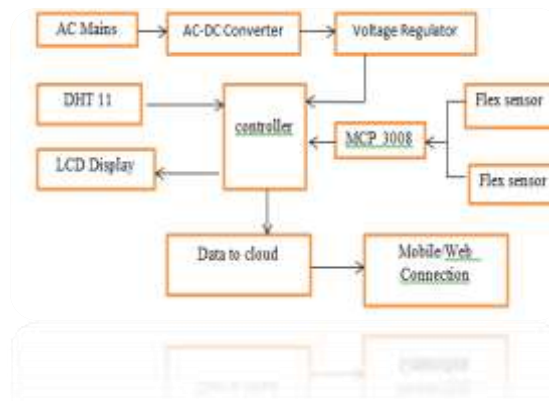 AC Mains
AC-DC Converter
Voltage Regulator
DHT 11
controller
MCP 3008
Flex sensor
LCD Display
Flex sensor
Data to cloud
Mobile/Web
Connection